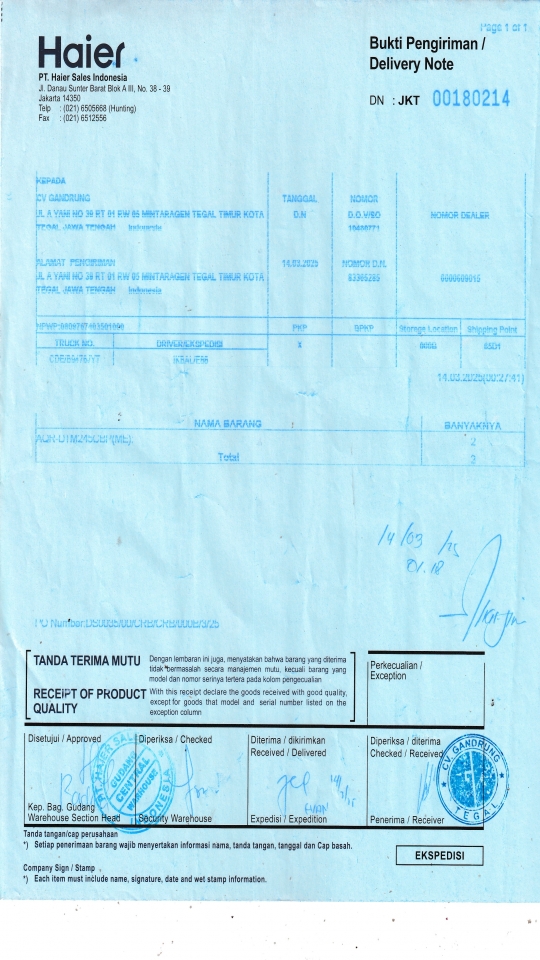 Page 1 of 1
Haier
Bukti Pengiriman /
Delivery Note
PT. Haier Sales Indonesia
Jl. Danau Sunter Barat Blok A III, No. 38 - 39
Jakarta 14350
Telp : (021) 6505668 (Hunting)
Fax : (021) 6512556
DN : JKT 00180214
KEPADA
CV GANDRUNG TANGGAL NOMOR
JL A YANI NO 38 RT 01 RW 05 MINTARAGEN TEGAL TIMUR KOTA D.N D.O/SO NOMOR DEALER
TEGAL JAWA TENGAH Indonesia
ALAMAT PENGIRIMAN 14.03.2025 NOMOR D.N.
JL A YANI NO 38 RT 01 RW 05 MINTARAGEN TEGAL TIMUR KOTA 83365285
TEGAL JAWA TENGAH Indonesia
PKP Storage Location Shipping Point
TRUCK NO. DRIVER/EKSPEDISI X
14.03.2025(00:27:41)
NAMA BARANG BANYAKNYA
Total
14/03/25
PO Number:
TANDA TERIMA MUTU
Dengan lembaran ini juga, menyatakan bahwa barang yang diterima
tidak bermasalah secara manajemen mutu, kecuali barang yang
model dan nomor serinya tertera pada kolom pengecualian
RECEIPT OF PRODUCT QUALITY
With this receipt declare the goods received with good quality,
except for goods that model and serial number listed on the
exception column
Perkecualian /
Exception
Disetujui / Approved
Kep. Bag. Gudang
Warehouse Section Head
Diperiksa / Checked
Security Warehouse
Diterima / dikirimkan
Received / Delivered
Expedisi / Expedition
Diperiksa / diterima
Checked / Received
Penerima / Receiver
PT. HAIER SALES INDONESIA
GUDANG
CENTRAL
WAREHOUSE
CV. GANDRUNG
TEGAL
Tanda tangan/cap perusahaan
*) Setiap penerimaan barang wajib menyertakan informasi nama, tanda tangan, tanggal dan Cap basah.
EKSPEDISI
Company Sign / Stamp
*) Each item must include name, signature, date and wet stamp information.